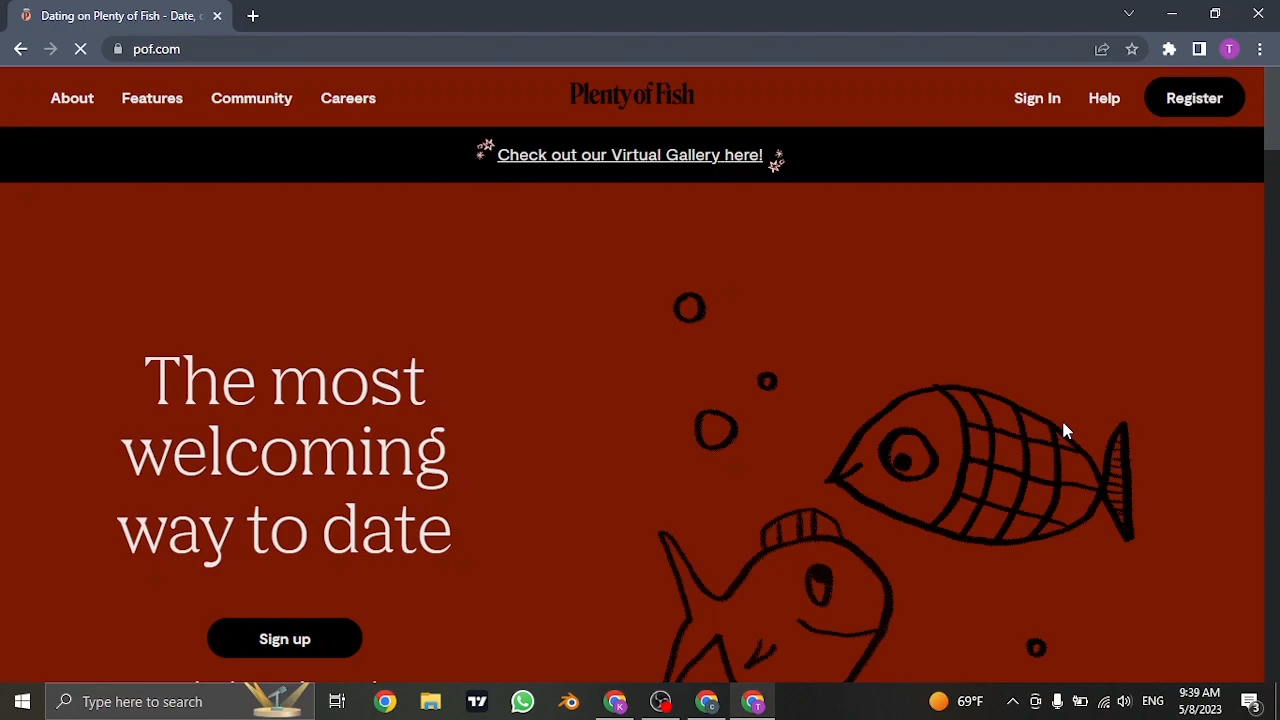 Dating on Plenty of Fish - Date,
pof.com
T
About Features Community Careers
Plenty of Fish
Sign In Help Register
Check out our Virtual Gallery here!
The most
welcoming
way to date
Sign up
Type here to search
69°F
ENG
9:39 AM
5/8/2023
3